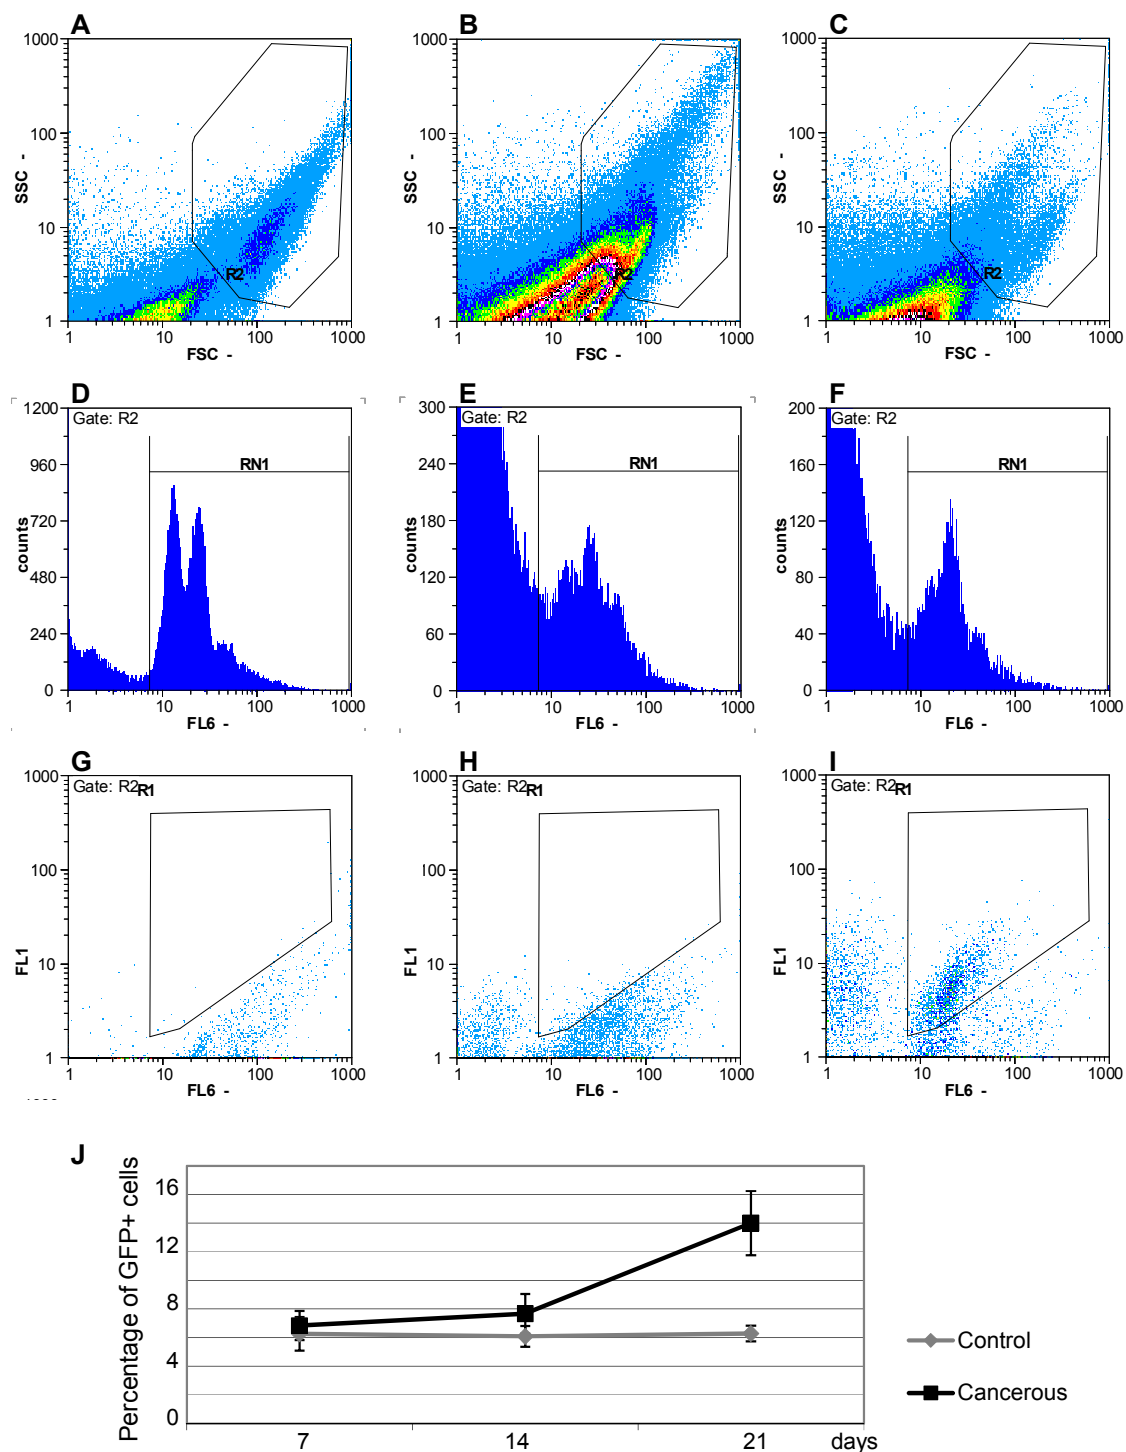 A
B
C
1000
100
10
1
SSC -
R2
1
10
100
1000
FSC -
1000
100
10
1
SSC -
R2
1
10
100
1000
FSC -
1000
100
10
1
SSC -
R2
1
10
100
1000
FSC -
D
E
F
1200
960
720
480
240
0
counts
Gate: R2
RN1
1
10
100
1000
FL6 -
300
240
180
120
60
0
counts
Gate: R2
RN1
1
10
100
1000
FL6 -
200
160
120
80
40
0
counts
Gate: R2
RN1
1
10
100
1000
FL6 -
G
H
I
1000
100
10
1
FL1
Gate: R2
R1
1
10
100
1000
FL6 -
1000
100
10
1
FL1
Gate: R2
R1
1
10
100
1000
FL6 -
1000
100
10
1
FL1
Gate: R2
R1
1
10
100
1000
FL6 -
J
Percentage of GFP+ cells
16
12
8
4
0
7
14
21
days
Control
Cancerous